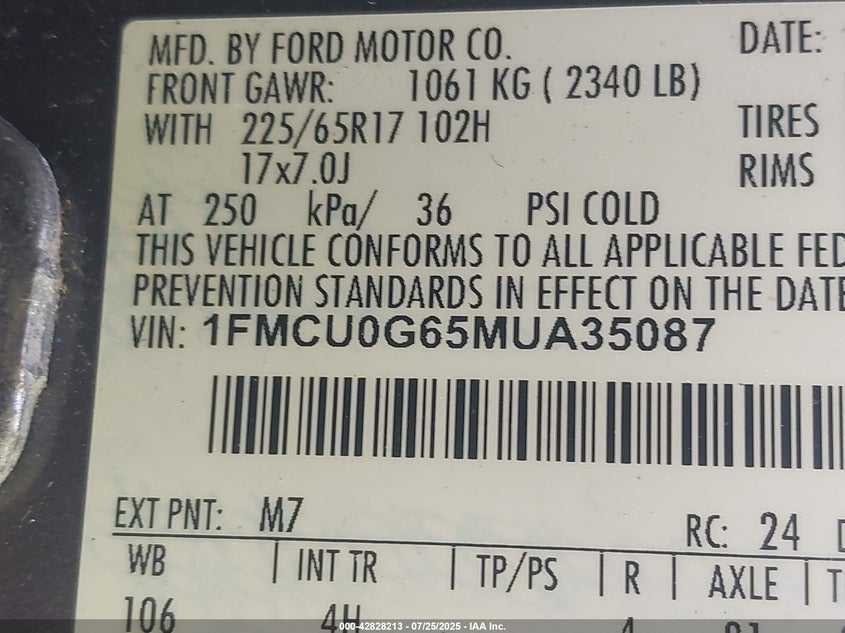 MFD. BY FORD MOTOR CO. DATE:
FRONT GAWR: 1061 KG ( 2340 LB)
WITH 225/65R17 102H TIRES
17x7.0J RIMS
AT 250 kPa/ 36 PSI COLD
THIS VEHICLE CONFORMS TO ALL APPLICABLE FED
PREVENTION STANDARDS IN EFFECT ON THE DATE
VIN: 1FMCU0G65MUA35087
EXT PNT: M7 RC: 24
WB INT TR TP/PS R AXLE T
106 4H
000-42828213 - 07/25/2025 - IAA Inc.